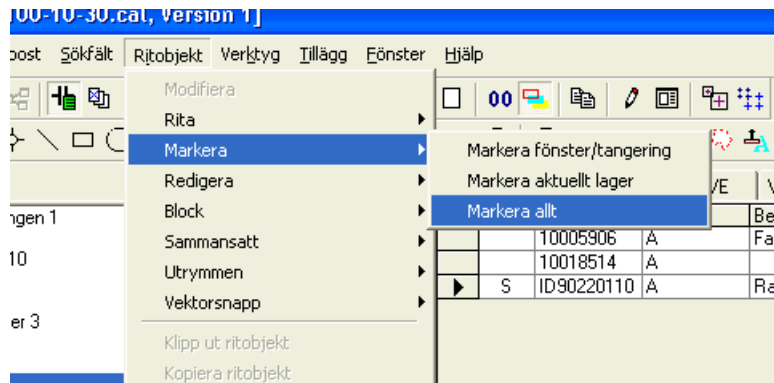 100-10-30.cal, Version 1]
post Sökfält Ritobjekt Verktyg Tillägg Fönster Hjälp
Modifiera
00
Rita
Markera
Markera fönster/tangering
Redigera
Markera aktuellt lager
VE
ngen 1
Block
Markera allt
Be
Sammansatt
10005906 A Fa
10
10018514 A
Utrymmen
S ID90220110 A Ra
Vektorsnapp
er 3
Klipp ut ritobjekt
Kopiera ritobjekt